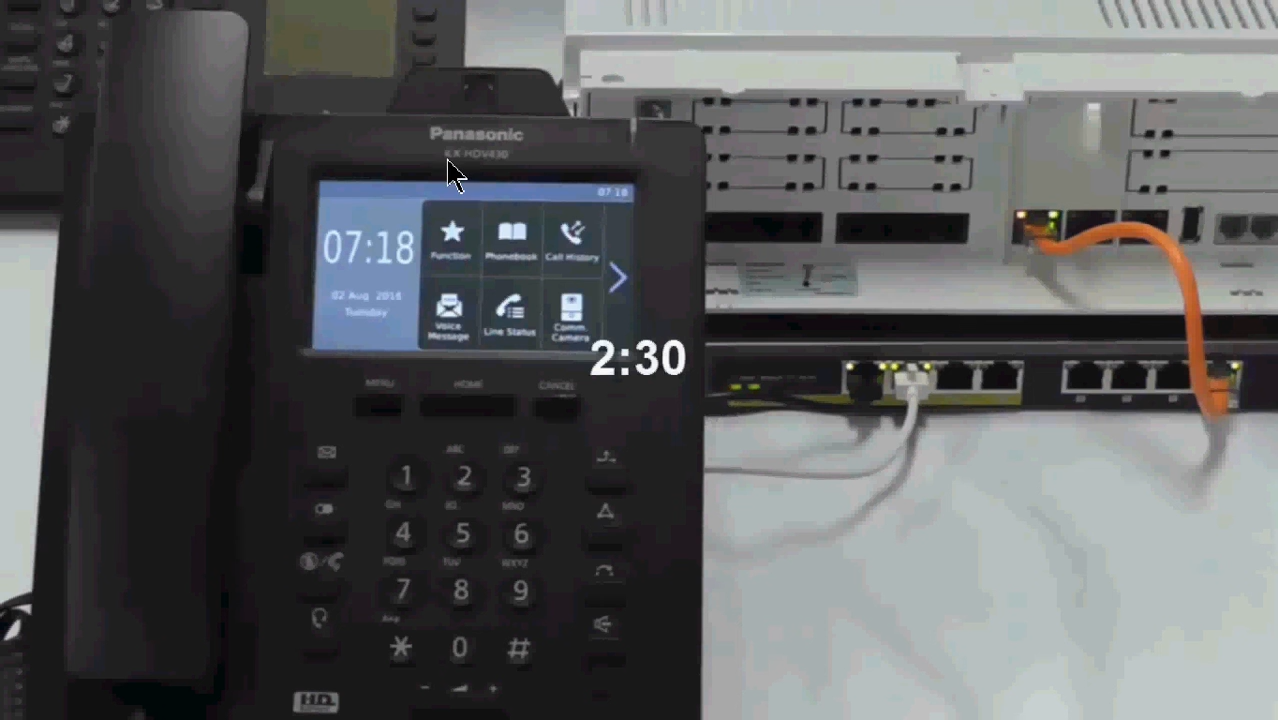 Panasonic
KX-HDV430
07:18
07:18
02 Aug 2016
Tuesday
Function
Phonebook
Call History
Voice
Message
Line Status
Comm.
Camera
2:30
MENU
HOME
CANCEL
ABC
DEF
1 2 3
GHI
JKL
MNO
4 5 6
PQRS
TUV
WXYZ
7 8 9
* 0 #
− +
HD